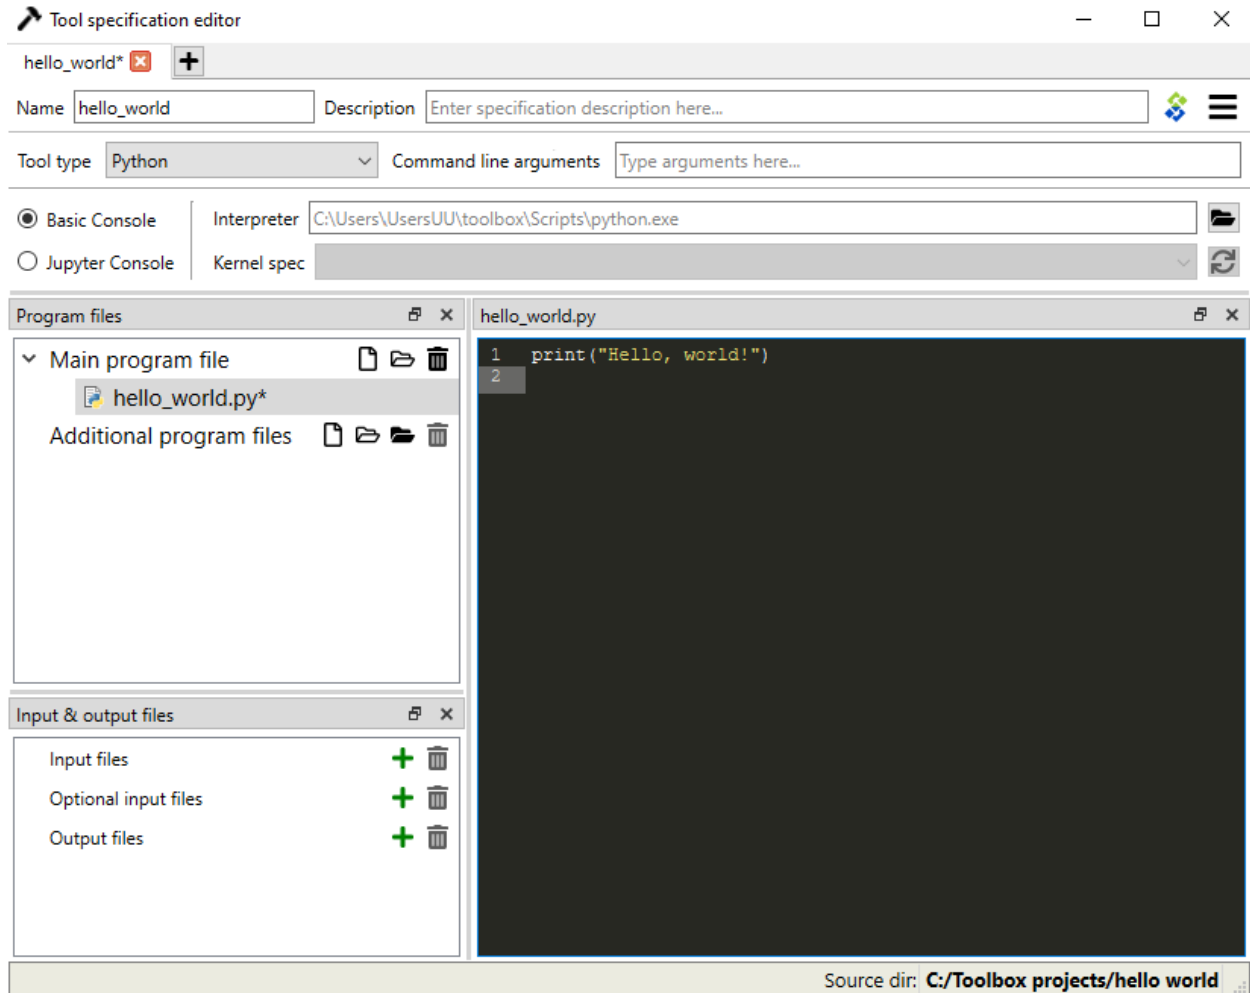 Tool specification editor
hello_world*
Name hello_world Description Enter specification description here...
Tool type Python Command line arguments Type arguments here...
Basic Console Interpreter C:\Users\UsersUU\toolbox\Scripts\python.exe
Jupyter Console Kernel spec
Program files
Main program file
hello_world.py*
Additional program files
hello_world.py
1 print("Hello, world!")
2
Input & output files
Input files
Optional input files
Output files
Source dir: C:/Toolbox projects/hello world